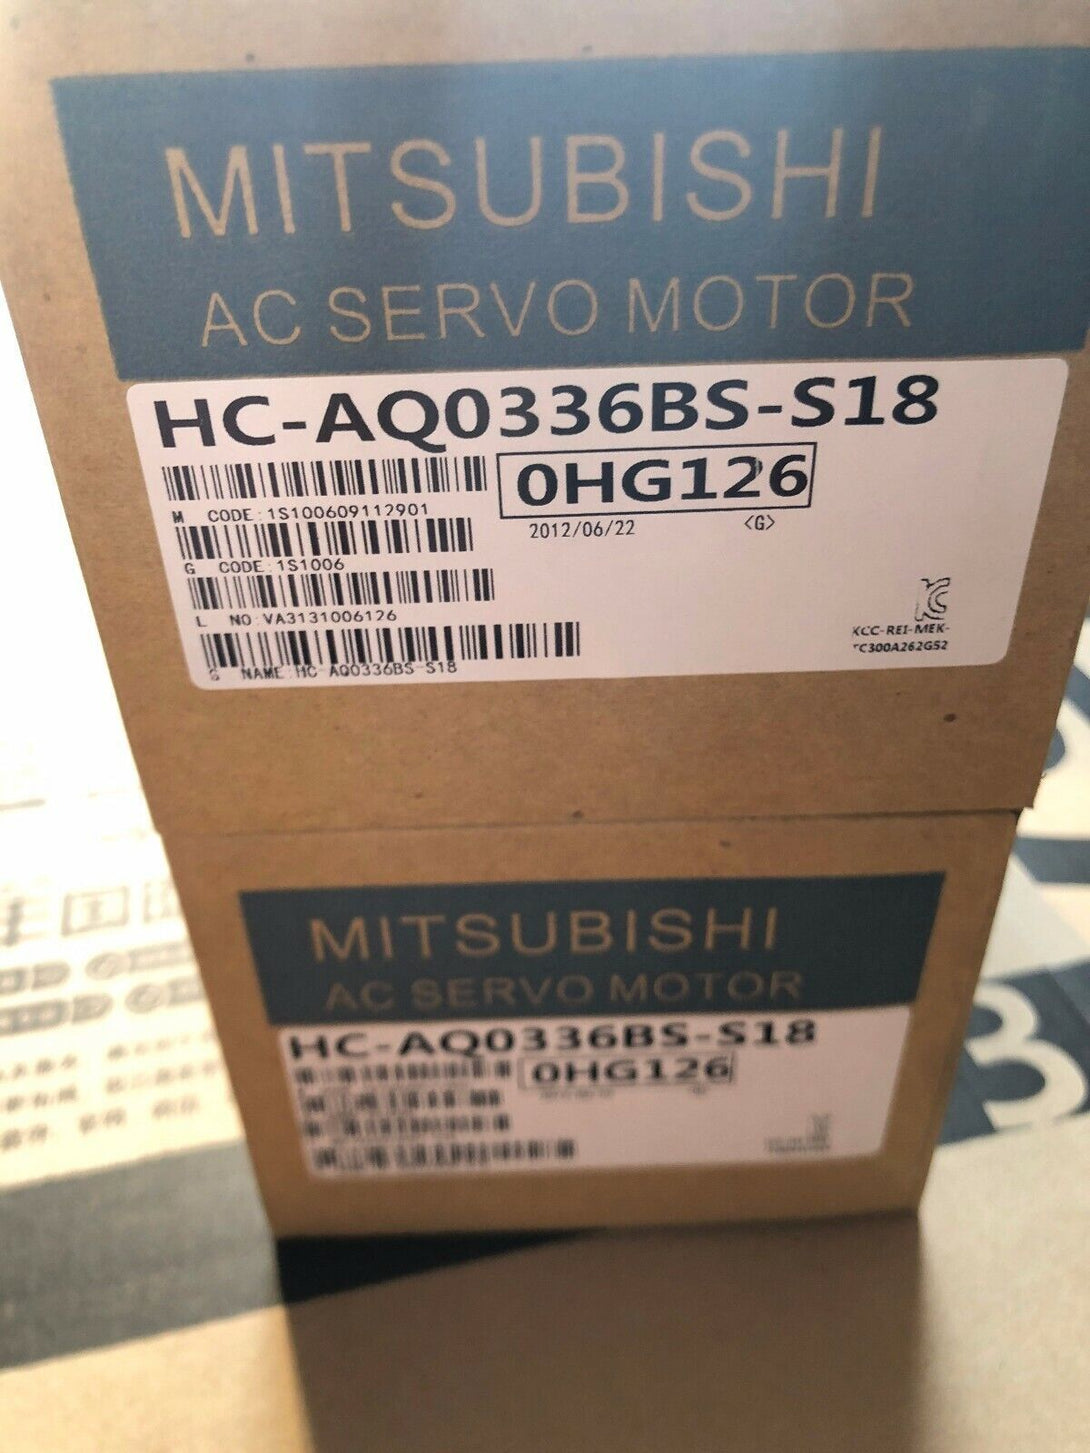 MITSUBISHI
AC SERVO MOTOR
HC-AQ0336BS-S18
0HG126
M CODE:1S100609112901
2012/06/22 <G>
G CODE:1S1006
L NO:VA3131006126
KCC-REI-MEK-
TC300A262G52
S NAME:HC-AQ0336BS-S18
MITSUBISHI
AC SERVO MOTOR
HC-AQ0336BS-S18
0HG126